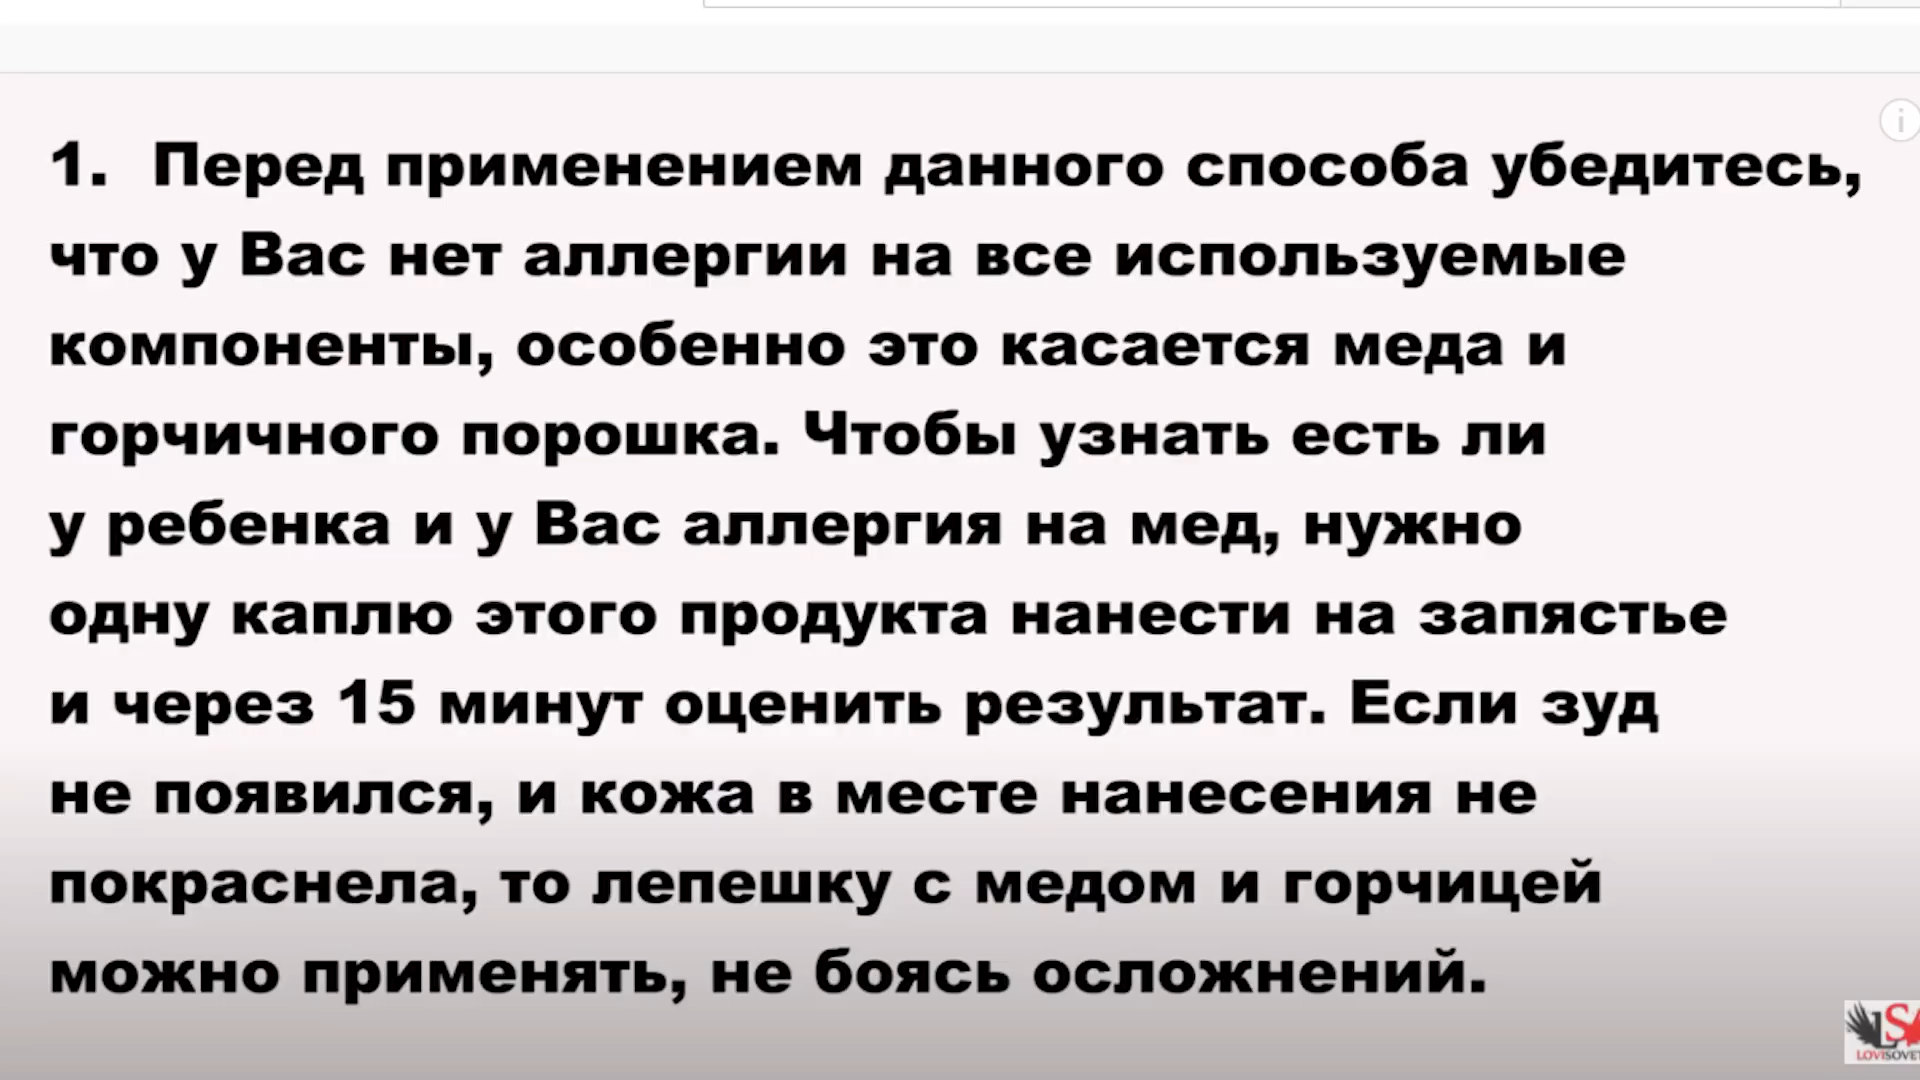 1. Перед применением данного способа убедитесь,
что у Вас нет аллергии на все используемые
компоненты, особенно это касается меда и
горчичного порошка. Чтобы узнать есть ли
у ребенка и у Вас аллергия на мед, нужно
одну каплю этого продукта нанести на запястье
и через 15 минут оценить результат. Если зуд
не появился, и кожа в месте нанесения не
покраснела, то лепешку с медом и горчицей
можно применять, не боясь осложнений.